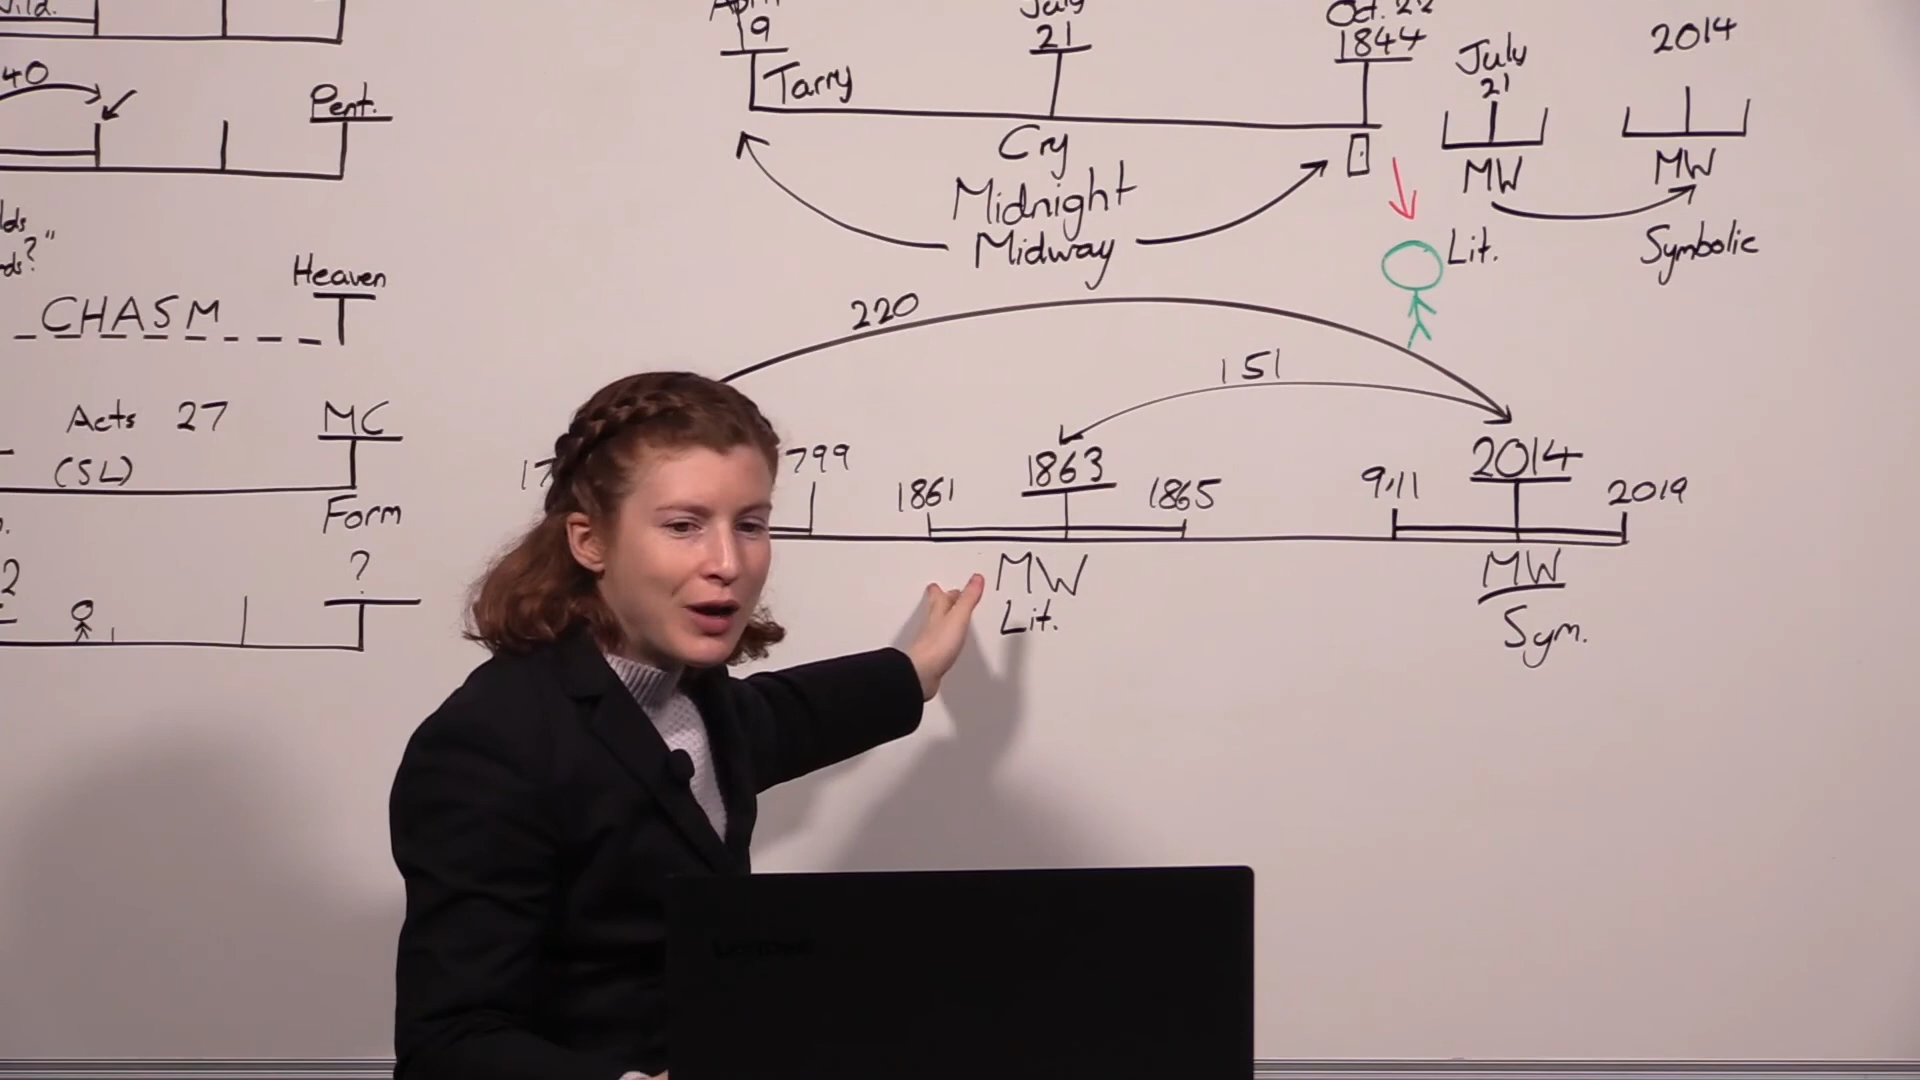 40
Pent.
Heaven
CHASM
Acts 27
(SL)
MC
Form
?
2
19
Tarry
July
21
Oct. 22
1844
Cry
Midnight
Midway
July
21
MW
Lit.
2014
MW
Symbolic
220
151
799
1861
1863
1865
9/11
2014
2019
MW
Lit.
MW
Sym.